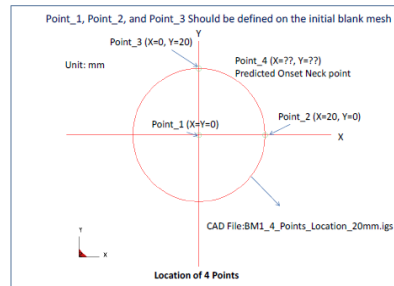 Point_1, Point_2, and Point_3 Should be defined on the initial blank mesh
Y
Point_3 (X=0, Y=20)
Point_4 (X=??, Y=??)
Predicted Onset Neck point
Unit: mm
Point_1 (X=Y=0)
Point_2 (X=20, Y=0)
X
CAD File:BM1_4_Points_Location_20mm.igs
Y
X
Location of 4 Points